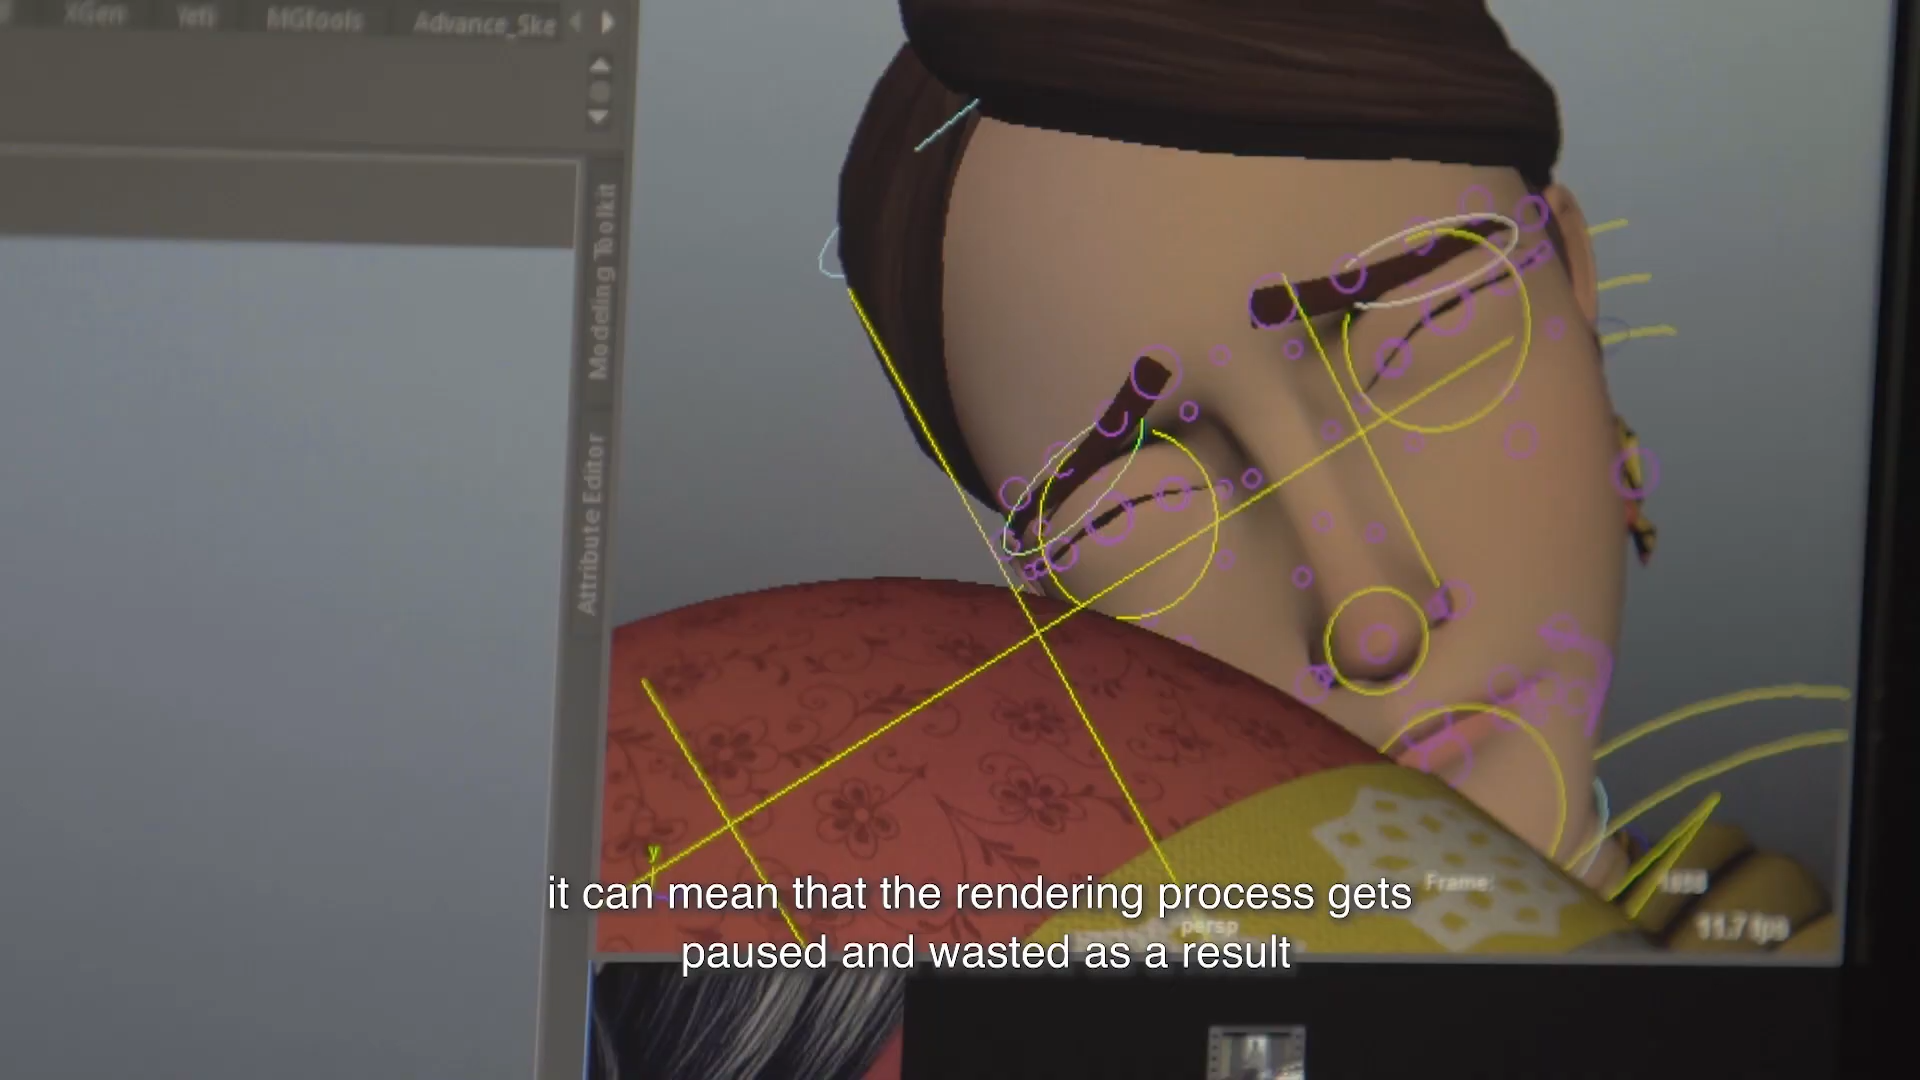 XGen Yeti MGtools Advance_Ske
Modeling Toolkit
Attribute Editor
y
Frame:
11.7 fps
persp
it can mean that the rendering process gets
paused and wasted as a result